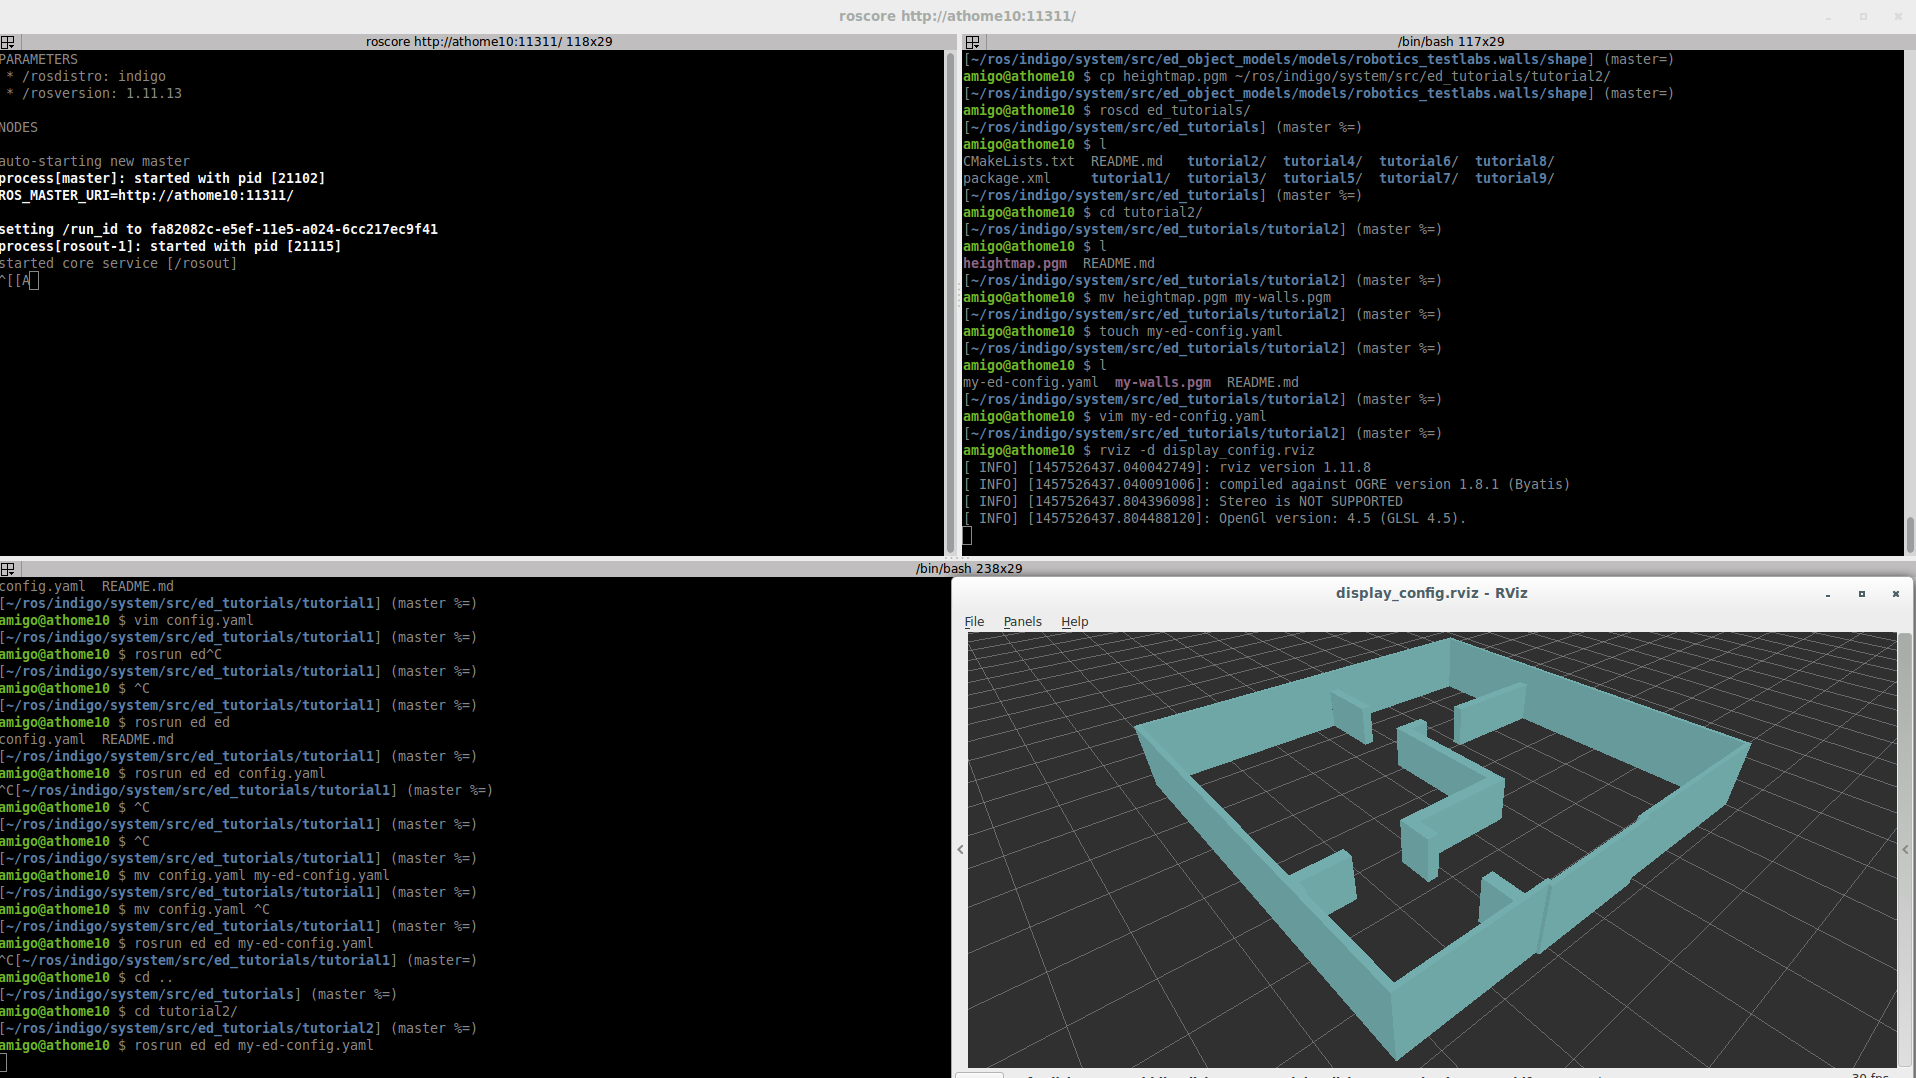 roscore http://athome10:11311/
roscore http://athome10:11311/ 118x29
PARAMETERS
* /rosdistro: indigo
* /rosversion: 1.11.13
NODES
auto-starting new master
process[master]: started with pid [21102]
ROS_MASTER_URI=http://athome10:11311/
setting /run_id to fa82082c-e5ef-11e5-a024-6cc217ec9f41
process[rosout-1]: started with pid [21115]
started core service [/rosout]
^[[A
/bin/bash 117x29
[~/ros/indigo/system/src/ed_object_models/models/robotics_testlabs.walls/shape] (master=)
amigo@athome10 $ cp heightmap.pgm ~/ros/indigo/system/src/ed_tutorials/tutorial2/
[~/ros/indigo/system/src/ed_object_models/models/robotics_testlabs.walls/shape] (master=)
amigo@athome10 $ roscd ed_tutorials/
[~/ros/indigo/system/src/ed_tutorials] (master %=)
amigo@athome10 $ l
CMakeLists.txt  README.md   tutorial2/  tutorial4/  tutorial6/  tutorial8/
package.xml     tutorial1/  tutorial3/  tutorial5/  tutorial7/  tutorial9/
[~/ros/indigo/system/src/ed_tutorials] (master %=)
amigo@athome10 $ cd tutorial2/
[~/ros/indigo/system/src/ed_tutorials/tutorial2] (master %=)
amigo@athome10 $ l
heightmap.pgm  README.md
[~/ros/indigo/system/src/ed_tutorials/tutorial2] (master %=)
amigo@athome10 $ mv heightmap.pgm my-walls.pgm
[~/ros/indigo/system/src/ed_tutorials/tutorial2] (master %=)
amigo@athome10 $ touch my-ed-config.yaml
[~/ros/indigo/system/src/ed_tutorials/tutorial2] (master %=)
amigo@athome10 $ l
my-ed-config.yaml  my-walls.pgm  README.md
[~/ros/indigo/system/src/ed_tutorials/tutorial2] (master %=)
amigo@athome10 $ vim my-ed-config.yaml
[~/ros/indigo/system/src/ed_tutorials/tutorial2] (master %=)
amigo@athome10 $ rviz -d display_config.rviz
[ INFO] [1457526437.040042749]: rviz version 1.11.8
[ INFO] [1457526437.040091006]: compiled against OGRE version 1.8.1 (Byatis)
[ INFO] [1457526437.804396098]: Stereo is NOT SUPPORTED
[ INFO] [1457526437.804488120]: OpenGl version: 4.5 (GLSL 4.5).
/bin/bash 238x29
config.yaml  README.md
[~/ros/indigo/system/src/ed_tutorials/tutorial1] (master %=)
amigo@athome10 $ vim config.yaml
[~/ros/indigo/system/src/ed_tutorials/tutorial1] (master %=)
amigo@athome10 $ rosrun ed^C
[~/ros/indigo/system/src/ed_tutorials/tutorial1] (master %=)
amigo@athome10 $ ^C
[~/ros/indigo/system/src/ed_tutorials/tutorial1] (master %=)
amigo@athome10 $ rosrun ed ed
config.yaml  README.md
[~/ros/indigo/system/src/ed_tutorials/tutorial1] (master %=)
amigo@athome10 $ rosrun ed ed config.yaml
^C[~/ros/indigo/system/src/ed_tutorials/tutorial1] (master %=)
amigo@athome10 $ ^C
[~/ros/indigo/system/src/ed_tutorials/tutorial1] (master %=)
amigo@athome10 $ ^C
[~/ros/indigo/system/src/ed_tutorials/tutorial1] (master %=)
amigo@athome10 $ mv config.yaml my-ed-config.yaml
[~/ros/indigo/system/src/ed_tutorials/tutorial1] (master %=)
amigo@athome10 $ mv config.yaml ^C
[~/ros/indigo/system/src/ed_tutorials/tutorial1] (master %=)
amigo@athome10 $ rosrun ed ed my-ed-config.yaml
^C[~/ros/indigo/system/src/ed_tutorials/tutorial1] (master=)
amigo@athome10 $ cd ..
[~/ros/indigo/system/src/ed_tutorials] (master %=)
amigo@athome10 $ cd tutorial2/
[~/ros/indigo/system/src/ed_tutorials/tutorial2] (master %=)
amigo@athome10 $ rosrun ed ed my-ed-config.yaml
display_config.rviz - RViz
File  Panels  Help
30 fps